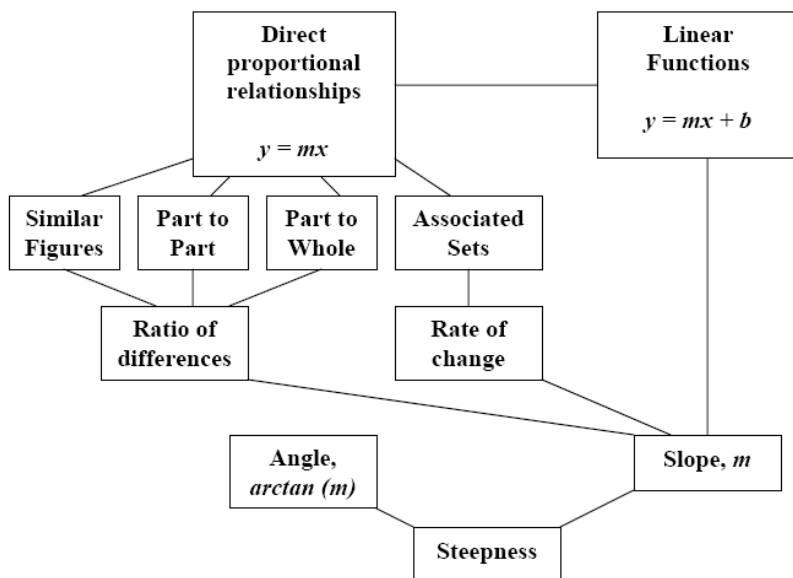 Direct
proportional
relationships
y = mx
Linear
Functions
y = mx + b
Similar
Figures
Part to
Part
Part to
Whole
Associated
Sets
Ratio of
differences
Rate of
change
Angle,
arctan (m)
Slope, m
Steepness